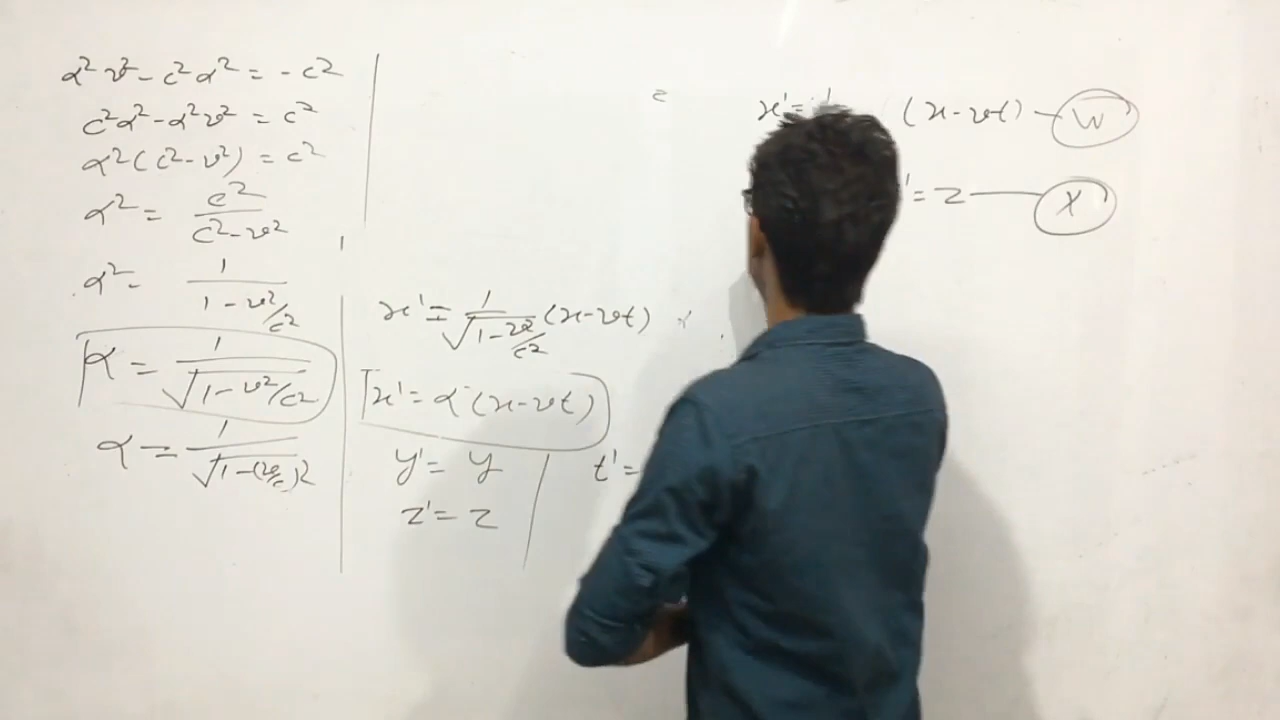 α²v² - c²α² = -c²
c²α² - α²v² = c²
α²(c² - v²) = c²
α² = c²/(c² - v²)
α² = 1/(1 - v²/c²)
α = 1/√(1 - v²/c²)
α = 1/√(1 - (v/c)²)
x' = 1/√(1 - v²/c²) (x - vt)
x' = α (x - vt)
y' = y
z' = z
t' =
x' = (x - vt) — W
' = z — X